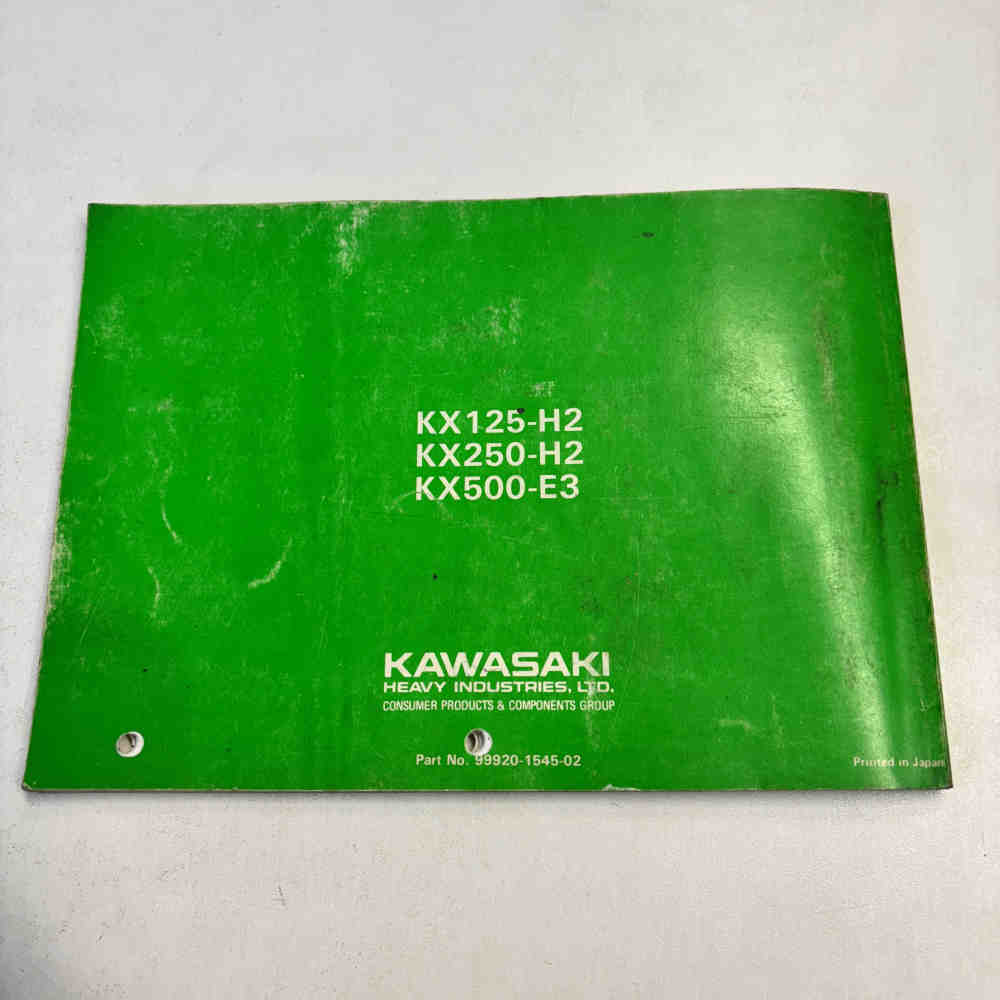 KX125-H2
KX250-H2
KX500-E3
KAWASAKI
HEAVY INDUSTRIES, LTD.
CONSUMER PRODUCTS & COMPONENTS GROUP
Part No. 99920-1545-02
Printed in Japan